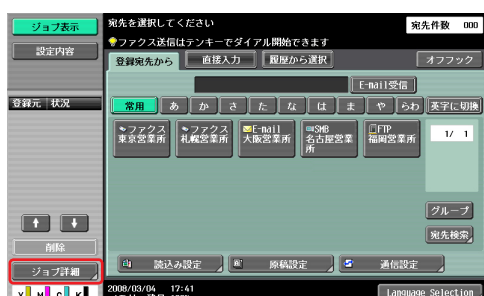 ジョブ表示
宛先を選択してください
宛先件数 000
ファクス送信はテンキーでダイアル開始できます
設定内容
登録宛先から
直接入力
履歴から選択
オフフック
E-mail受信
登録元 状況
常用 あ か さ た な は ま や らわ 英字に切換
ファクス
東京営業所
ファクス
札幌営業所
E-mail
大阪営業所
SMB
名古屋営業
所
FTP
福岡営業所
1/ 1
グループ
削除
宛先検索
ジョブ詳細
読込み設定
原稿設定
通信設定
2008/03/04 17:41
Language Selection
Y M C K